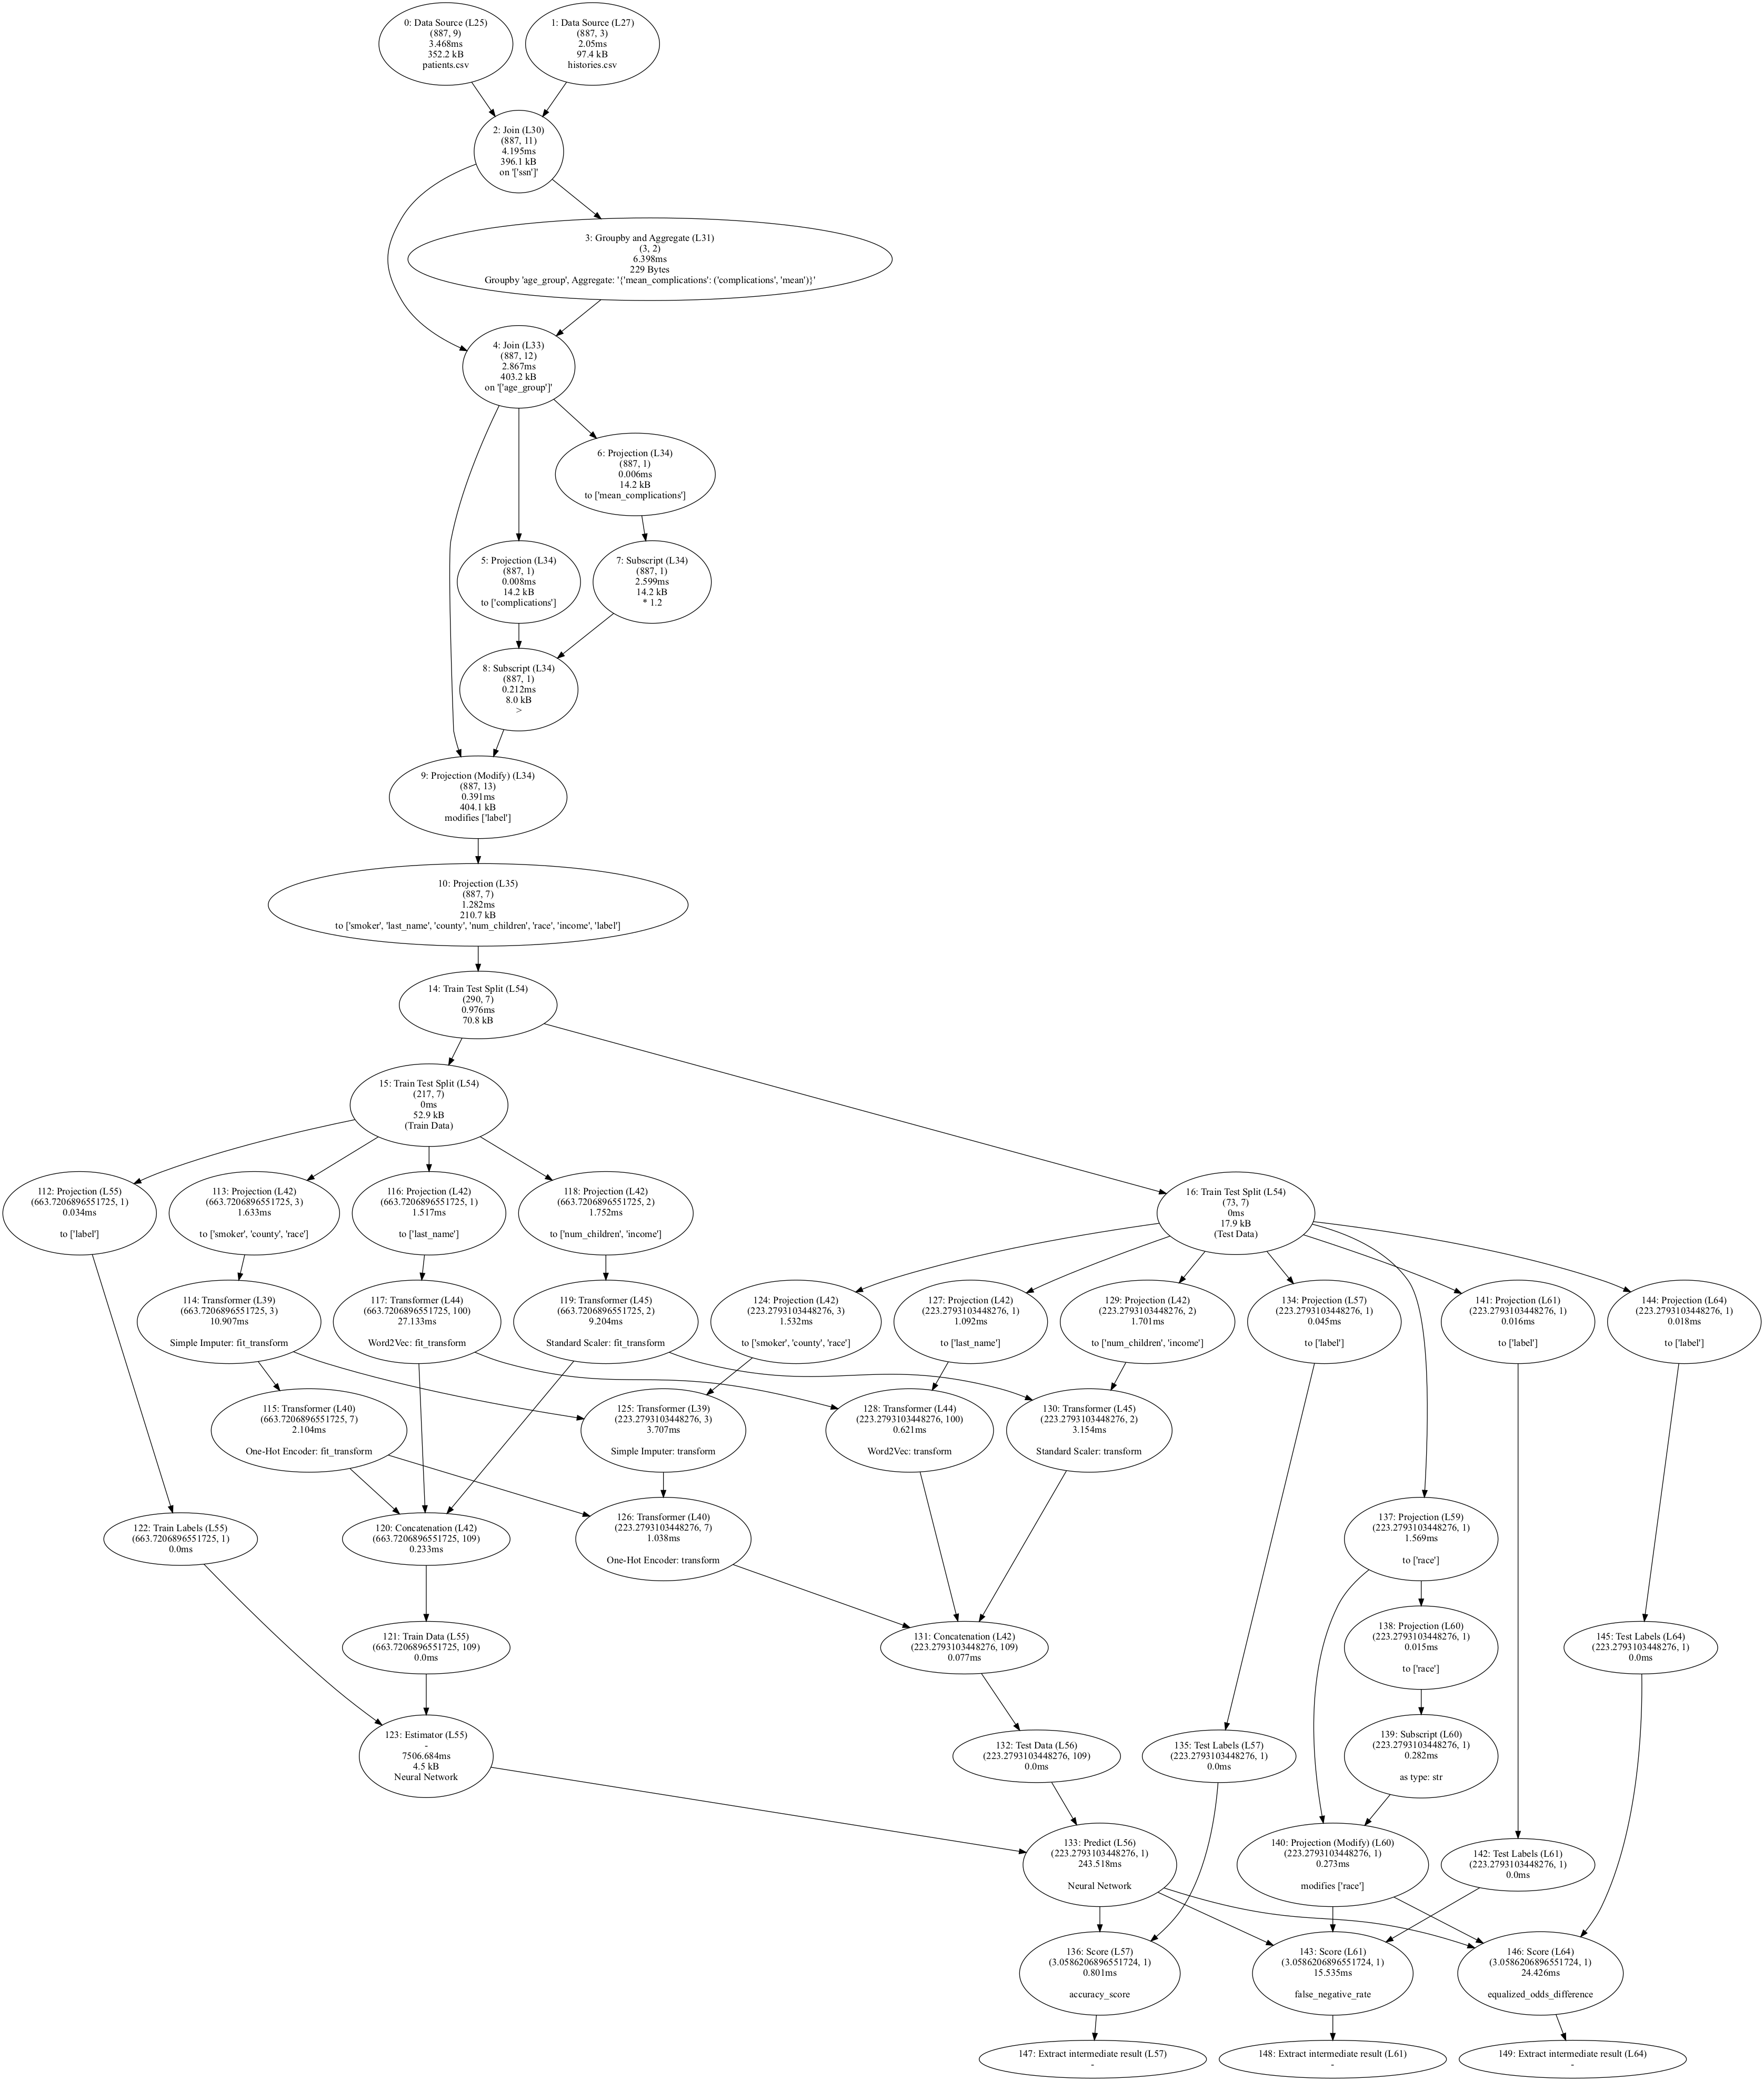 0: Data Source (L25)
(887, 9)
3.468ms
352.2 kB
patients.csv
1: Data Source (L27)
(887, 3)
2.05ms
97.4 kB
histories.csv
2: Join (L30)
(887, 11)
4.195ms
396.1 kB
on '['ssn']'
3: Groupby and Aggregate (L31)
(3, 2)
6.398ms
229 Bytes
Groupby 'age_group', Aggregate: '{'mean_complications': ('complications', 'mean')}'
4: Join (L33)
(887, 12)
2.867ms
403.2 kB
on '['age_group']'
6: Projection (L34)
(887, 1)
0.006ms
14.2 kB
to ['mean_complications']
5: Projection (L34)
(887, 1)
0.008ms
14.2 kB
to ['complications']
7: Subscript (L34)
(887, 1)
2.599ms
14.2 kB
* 1.2
8: Subscript (L34)
(887, 1)
0.212ms
8.0 kB
>
9: Projection (Modify) (L34)
(887, 13)
0.391ms
404.1 kB
modifies ['label']
10: Projection (L35)
(887, 7)
1.282ms
210.7 kB
to ['smoker', 'last_name', 'county', 'num_children', 'race', 'income', 'label']
14: Train Test Split (L54)
(290, 7)
0.976ms
70.8 kB
15: Train Test Split (L54)
(217, 7)
0ms
52.9 kB
(Train Data)
112: Projection (L55)
(663.7206896551725, 1)
0.034ms
to ['label']
113: Projection (L42)
(663.7206896551725, 3)
1.633ms
to ['smoker', 'county', 'race']
116: Projection (L42)
(663.7206896551725, 1)
1.517ms
to ['last_name']
118: Projection (L42)
(663.7206896551725, 2)
1.752ms
to ['num_children', 'income']
16: Train Test Split (L54)
(73, 7)
0ms
17.9 kB
(Test Data)
114: Transformer (L39)
(663.7206896551725, 3)
10.907ms
Simple Imputer: fit_transform
117: Transformer (L44)
(663.7206896551725, 100)
27.133ms
Word2Vec: fit_transform
119: Transformer (L45)
(663.7206896551725, 2)
9.204ms
Standard Scaler: fit_transform
124: Projection (L42)
(223.2793103448276, 3)
1.532ms
to ['smoker', 'county', 'race']
127: Projection (L42)
(223.2793103448276, 1)
1.092ms
to ['last_name']
129: Projection (L42)
(223.2793103448276, 2)
1.701ms
to ['num_children', 'income']
134: Projection (L57)
(223.2793103448276, 1)
0.045ms
to ['label']
141: Projection (L61)
(223.2793103448276, 1)
0.016ms
to ['label']
144: Projection (L64)
(223.2793103448276, 1)
0.018ms
to ['label']
115: Transformer (L40)
(663.7206896551725, 7)
2.104ms
One-Hot Encoder: fit_transform
125: Transformer (L39)
(223.2793103448276, 3)
3.707ms
Simple Imputer: transform
128: Transformer (L44)
(223.2793103448276, 100)
0.621ms
Word2Vec: transform
130: Transformer (L45)
(223.2793103448276, 2)
3.154ms
Standard Scaler: transform
122: Train Labels (L55)
(663.7206896551725, 1)
0.0ms
120: Concatenation (L42)
(663.7206896551725, 109)
0.233ms
126: Transformer (L40)
(223.2793103448276, 7)
1.038ms
One-Hot Encoder: transform
137: Projection (L59)
(223.2793103448276, 1)
1.569ms
to ['race']
121: Train Data (L55)
(663.7206896551725, 109)
0.0ms
131: Concatenation (L42)
(223.2793103448276, 109)
0.077ms
138: Projection (L60)
(223.2793103448276, 1)
0.015ms
to ['race']
145: Test Labels (L64)
(223.2793103448276, 1)
0.0ms
123: Estimator (L55)
-
7506.684ms
4.5 kB
Neural Network
132: Test Data (L56)
(223.2793103448276, 109)
0.0ms
135: Test Labels (L57)
(223.2793103448276, 1)
0.0ms
139: Subscript (L60)
(223.2793103448276, 1)
0.282ms
as type: str
133: Predict (L56)
(223.2793103448276, 1)
243.518ms
Neural Network
140: Projection (Modify) (L60)
(223.2793103448276, 1)
0.273ms
modifies ['race']
142: Test Labels (L61)
(223.2793103448276, 1)
0.0ms
136: Score (L57)
(3.0586206896551724, 1)
0.801ms
accuracy_score
143: Score (L61)
(3.0586206896551724, 1)
15.535ms
false_negative_rate
146: Score (L64)
(3.0586206896551724, 1)
24.426ms
equalized_odds_difference
147: Extract intermediate result (L57)
-
148: Extract intermediate result (L61)
-
149: Extract intermediate result (L64)
-